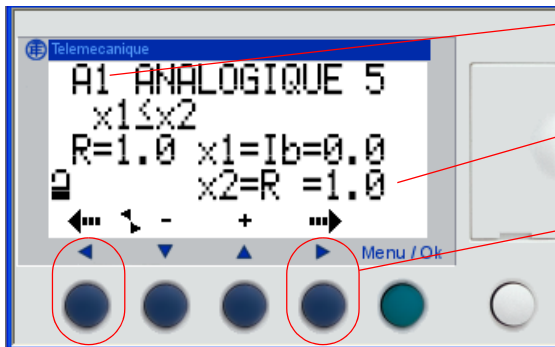 Telemecanique
A1 ANALOGIQUE 5
x1≤x2
R=1.0 x1=Ib=0.0
x2=R =1.0
- +
Menu / Ok